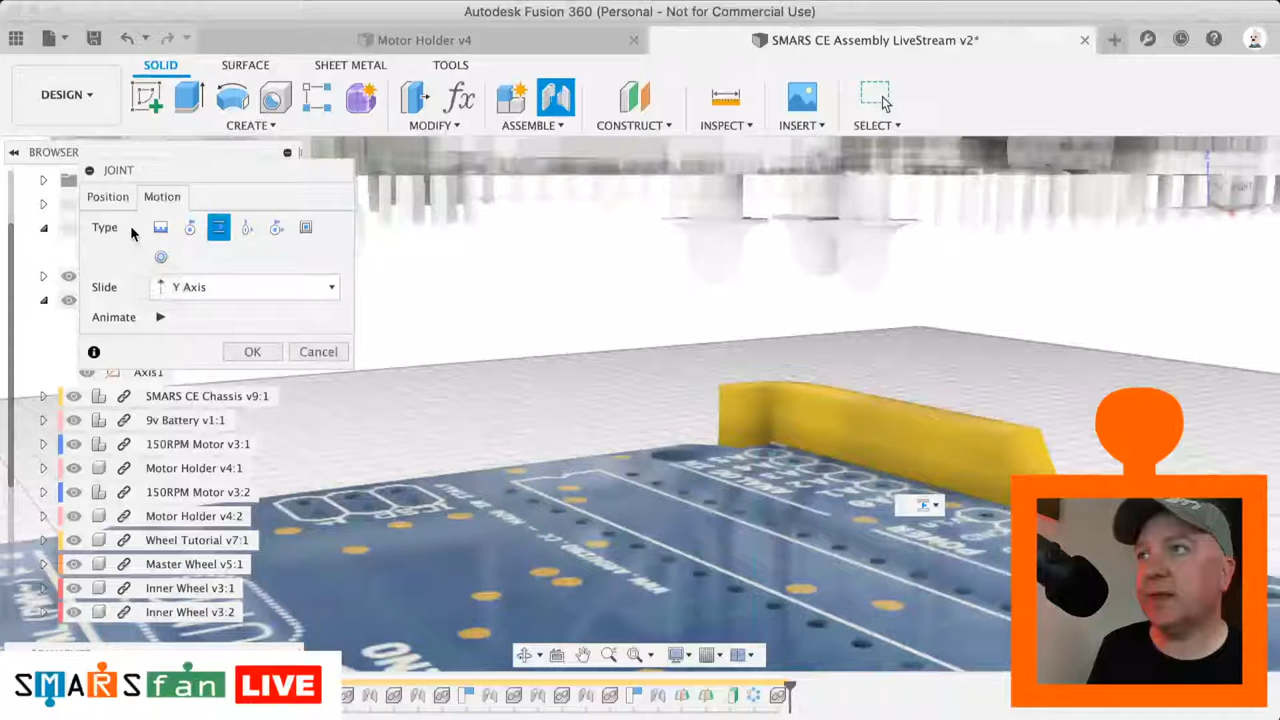 Autodesk Fusion 360 (Personal - Not for Commercial Use)
Motor Holder v4
SMARS CE Assembly LiveStream v2*
DESIGN
SOLID
SURFACE
SHEET METAL
TOOLS
CREATE
MODIFY
ASSEMBLE
CONSTRUCT
INSPECT
INSERT
SELECT
BROWSER
JOINT
Position
Motion
Type
Slide
Y Axis
Animate
OK
Cancel
Axis1
SMARS CE Chassis v9:1
9v Battery v1:1
150RPM Motor v3:1
Motor Holder v4:1
150RPM Motor v3:2
Motor Holder v4:2
Wheel Tutorial v7:1
Master Wheel v5:1
Inner Wheel v3:1
Inner Wheel v3:2
RIGHT
SMARSfan LIVE